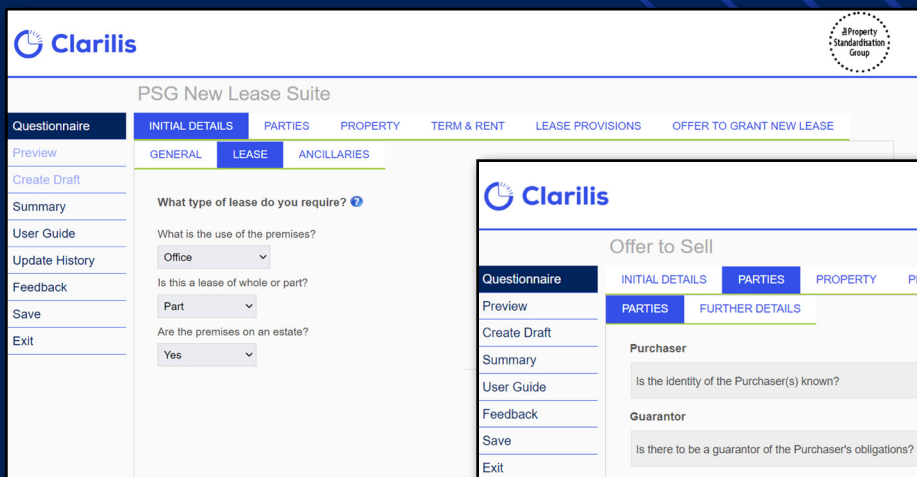 Clarilis
The Property
Standardisation
Group
PSG New Lease Suite
Questionnaire
Preview
Create Draft
Summary
User Guide
Update History
Feedback
Save
Exit
INITIAL DETAILS PARTIES PROPERTY TERM & RENT LEASE PROVISIONS OFFER TO GRANT NEW LEASE
GENERAL LEASE ANCILLARIES
What type of lease do you require?
What is the use of the premises?
Office
Is this a lease of whole or part?
Part
Are the premises on an estate?
Yes
Clarilis
Offer to Sell
Questionnaire
Preview
Create Draft
Summary
User Guide
Feedback
Save
Exit
INITIAL DETAILS PARTIES PROPERTY
PARTIES FURTHER DETAILS
Purchaser
Is the identity of the Purchaser(s) known?
Guarantor
Is there to be a guarantor of the Purchaser's obligations?